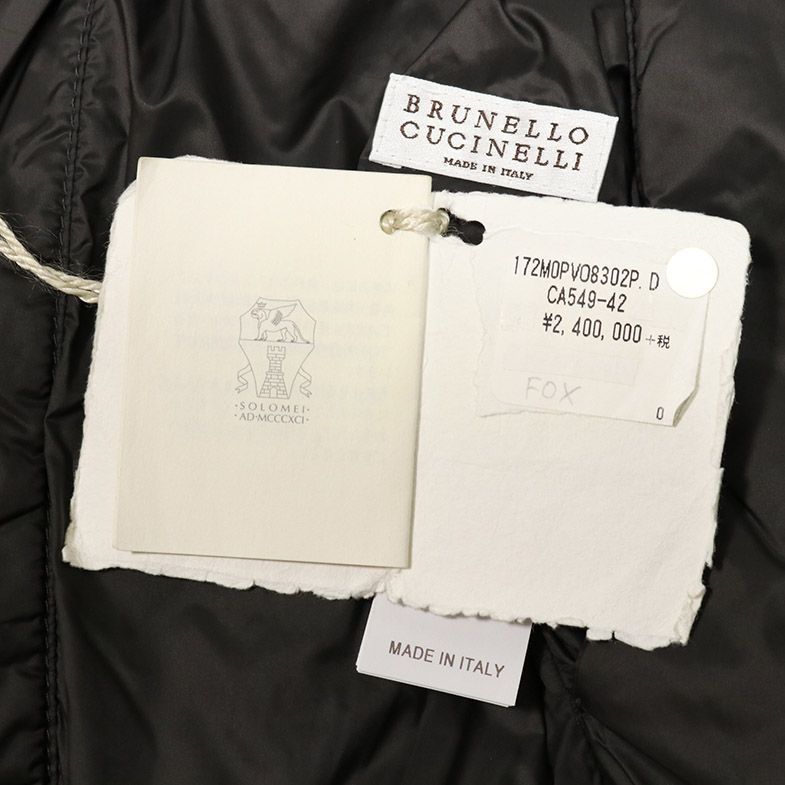 BRUNELLO
CUCINELLI
MADE IN ITALY
172M0PV08302P. D
CA549-42
¥2,400,000+税
FOX
0
·SOLOMEI·
·AD·MCCCXCI·
MADE IN ITALY